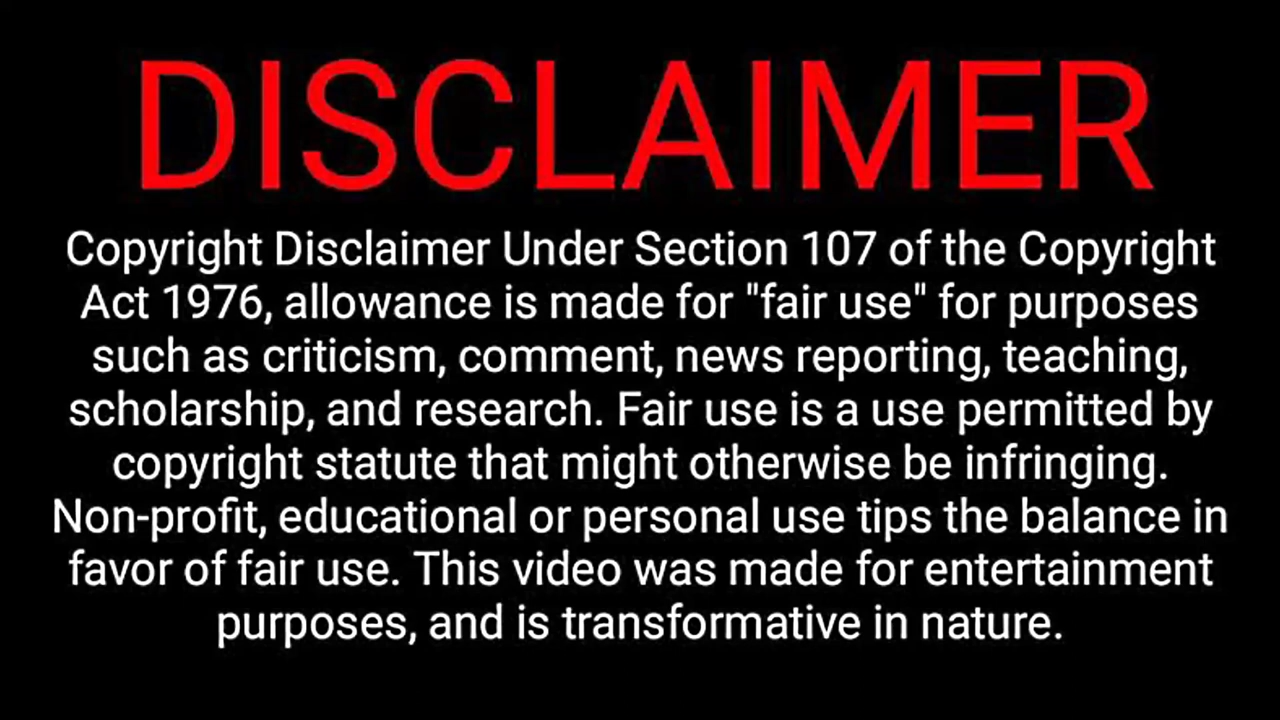 DISCLAIMER
Copyright Disclaimer Under Section 107 of the Copyright
Act 1976, allowance is made for "fair use" for purposes
such as criticism, comment, news reporting, teaching,
scholarship, and research. Fair use is a use permitted by
copyright statute that might otherwise be infringing.
Non-profit, educational or personal use tips the balance in
favor of fair use. This video was made for entertainment
purposes, and is transformative in nature.